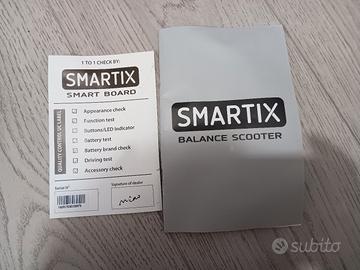 1 TO 1 CHECK BY:
SMARTIX
SMART BOARD
QUALITY CONTROL QC LABEL
Appearance check
Function test
Buttons/LED Indicator
Battery test
Battery brand check
Driving test
Accessory check
Serial N°
Signature of dealer
SMARTIX
BALANCE SCOOTER
subito